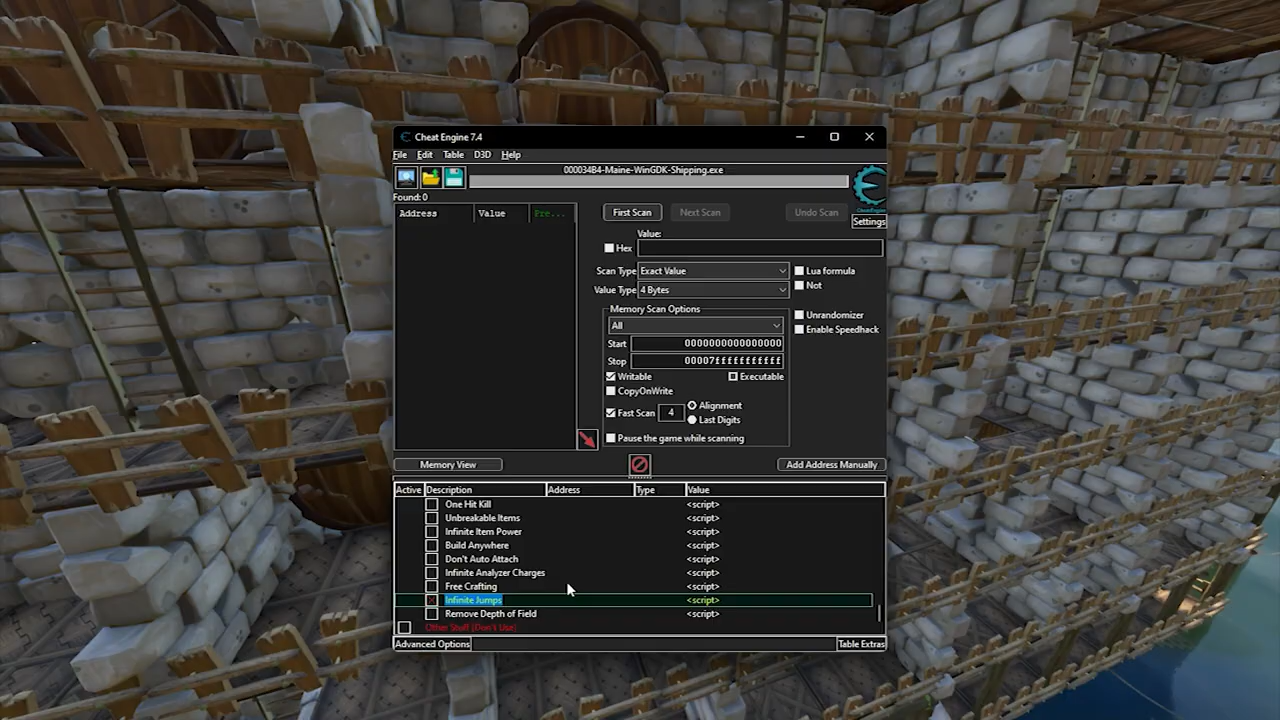 Cheat Engine 7.4
File Edit Table D3D Help
000034B4-Maine-WinGDK-Shipping.exe
Found: 0
Address Value Pre...
First Scan Next Scan Undo Scan
Settings
Value:
Hex
Scan Type Exact Value
Lua formula
Value Type 4 Bytes
Not
Memory Scan Options
All
Unrandomizer
Enable Speedhack
Start 0000000000000000
Stop 00007fffffffffff
Writable Executable
CopyOnWrite
Fast Scan 4 Alignment
Last Digits
Pause the game while scanning
Memory View Add Address Manually
Active Description Address Type Value
One Hit Kill <script>
Unbreakable Items <script>
Infinite Item Power <script>
Build Anywhere <script>
Don't Auto Attach <script>
Infinite Analyzer Charges <script>
Free Crafting <script>
Infinite Jumps <script>
Remove Depth of Field <script>
Other Stuff (Don't Use)
Advanced Options Table Extras